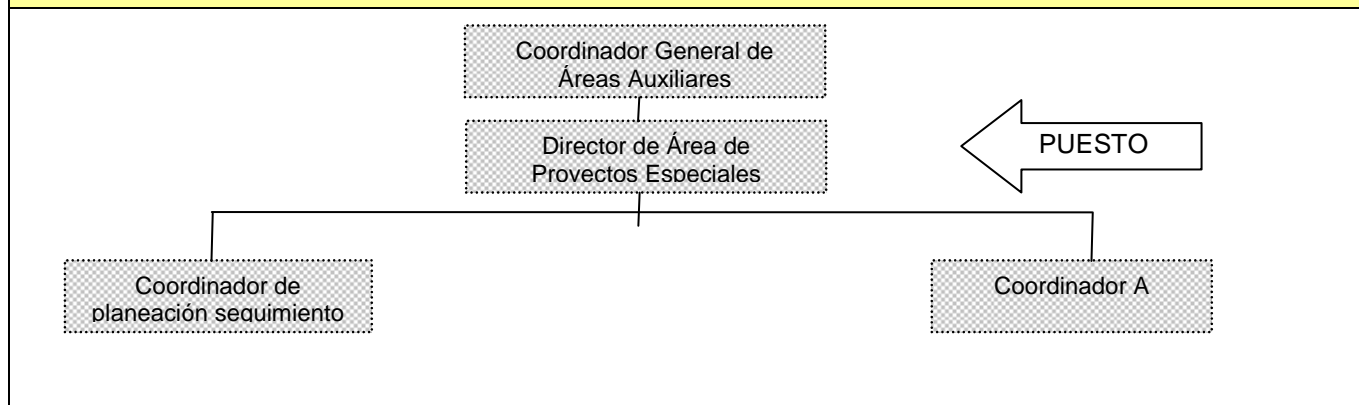 Coordinador General de
Áreas Auxiliares
Director de Área de
Proyectos Especiales
PUESTO
Coordinador de
planeación seguimiento
Coordinador A